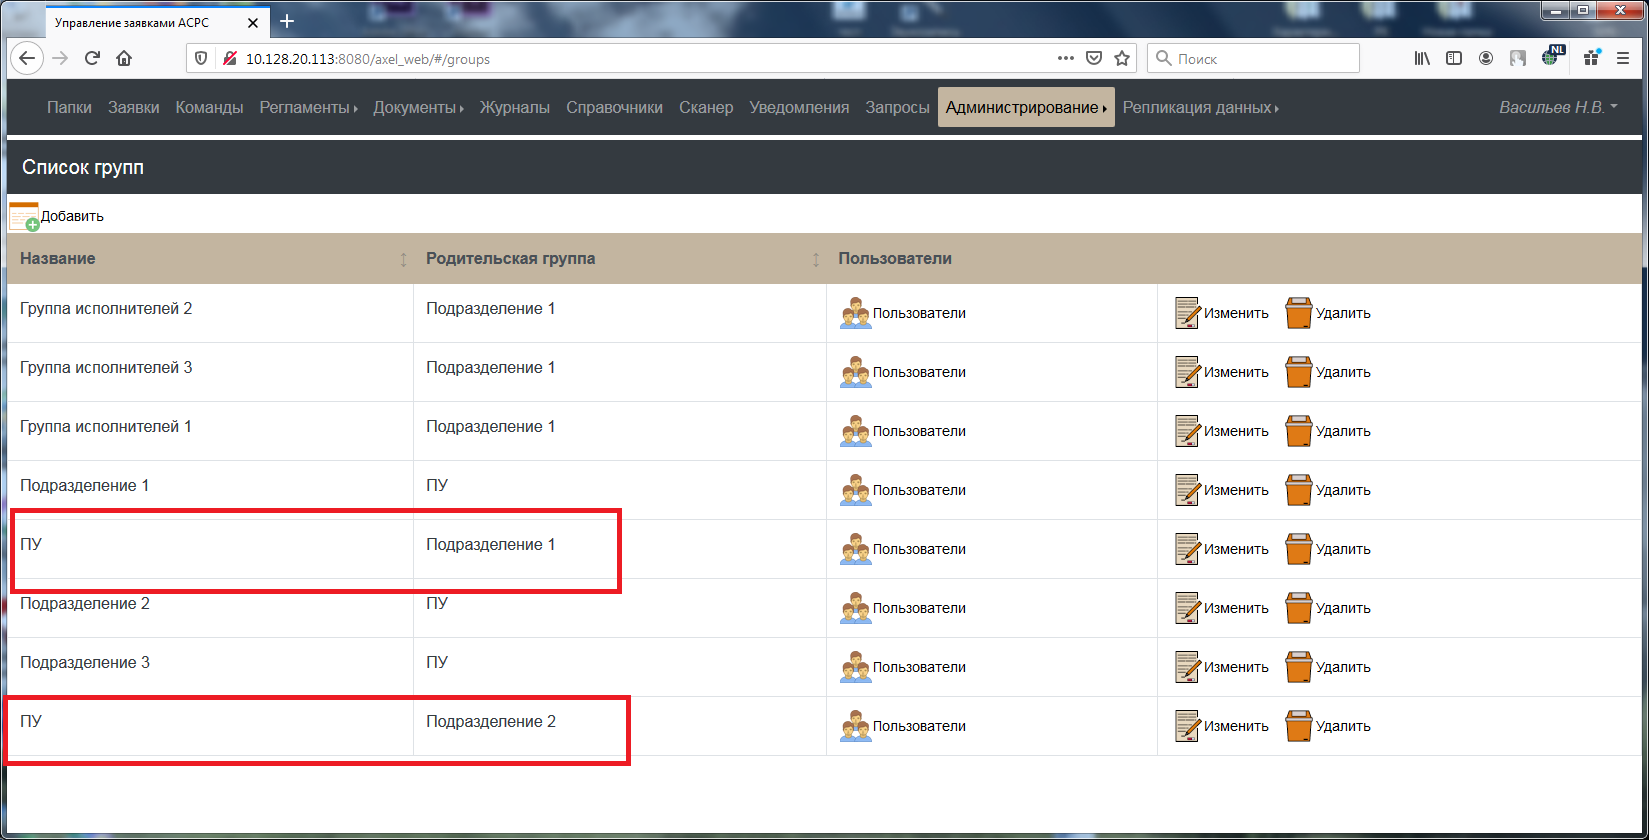 Управление заявками АСРС
10.128.20.113:8080/axel_web/#/groups
Поиск
NL
Папки Заявки Команды Регламенты Документы Журналы Справочники Сканер Уведомления Запросы Администрирование Репликация данных Васильев Н.В.
Список групп
Добавить
Название Родительская группа Пользователи
Группа исполнителей 2 Подразделение 1 Пользователи Изменить Удалить
Группа исполнителей 3 Подразделение 1 Пользователи Изменить Удалить
Группа исполнителей 1 Подразделение 1 Пользователи Изменить Удалить
Подразделение 1 ПУ Пользователи Изменить Удалить
ПУ Подразделение 1 Пользователи Изменить Удалить
Подразделение 2 ПУ Пользователи Изменить Удалить
Подразделение 3 ПУ Пользователи Изменить Удалить
ПУ Подразделение 2 Пользователи Изменить Удалить